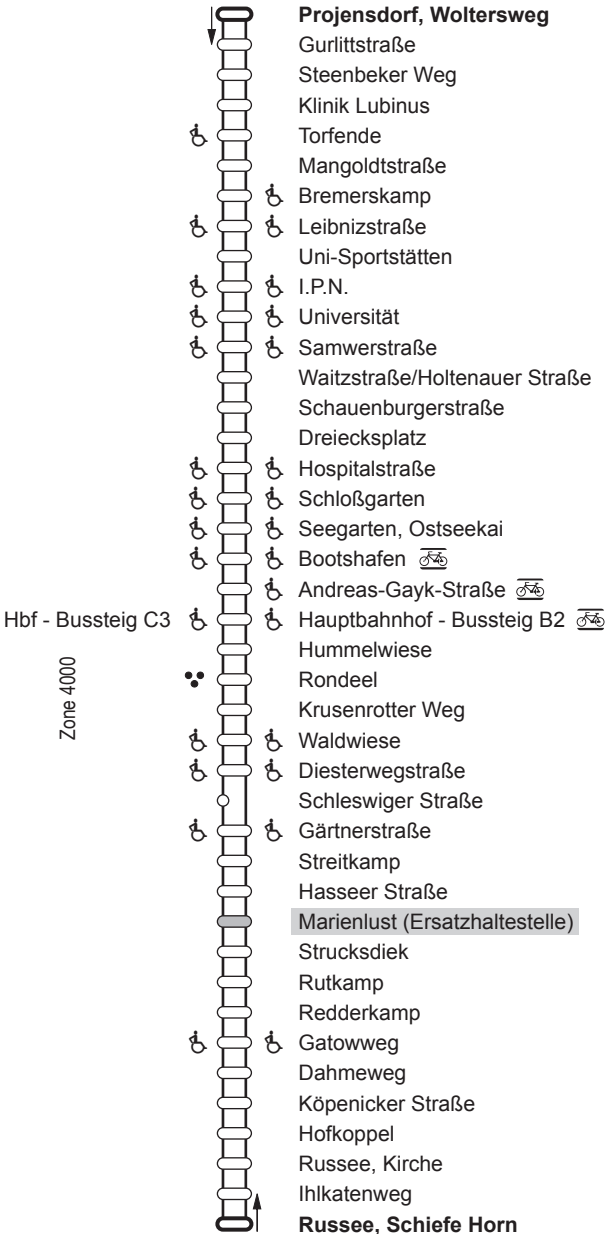 Projensdorf, Woltersweg
Gurlittstraße
Steenbeker Weg
Klinik Lubinus
Torfende
Mangoldtstraße
Bremerskamp
Leibnizstraße
Uni-Sportstätten
I.P.N.
Universität
Samwerstraße
Waitzstraße/Holtenauer Straße
Schauenburgerstraße
Dreiecksplatz
Hospitalstraße
Schloßgarten
Seegarten, Ostseekai
Bootshafen
Andreas-Gayk-Straße
Hbf - Bussteig C3 Hauptbahnhof - Bussteig B2
Hummelwiese
Zone 4000
Rondeel
Krusenrotter Weg
Waldwiese
Diesterwegstraße
Schleswiger Straße
Gärtnerstraße
Streitkamp
Hasseer Straße
Marienlust (Ersatzhaltestelle)
Strucksdiek
Rutkamp
Redderkamp
Gatowweg
Dahmeweg
Köpenicker Straße
Hofkoppel
Russee, Kirche
Ihlkatenweg
Russee, Schiefe Horn